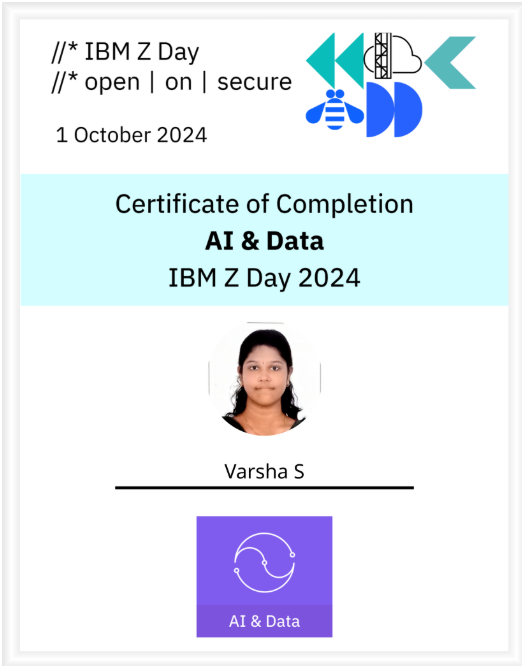 //* IBM Z Day
//* open | on | secure
1 October 2024
Certificate of Completion
AI & Data
IBM Z Day 2024
Varsha S
AI & Data